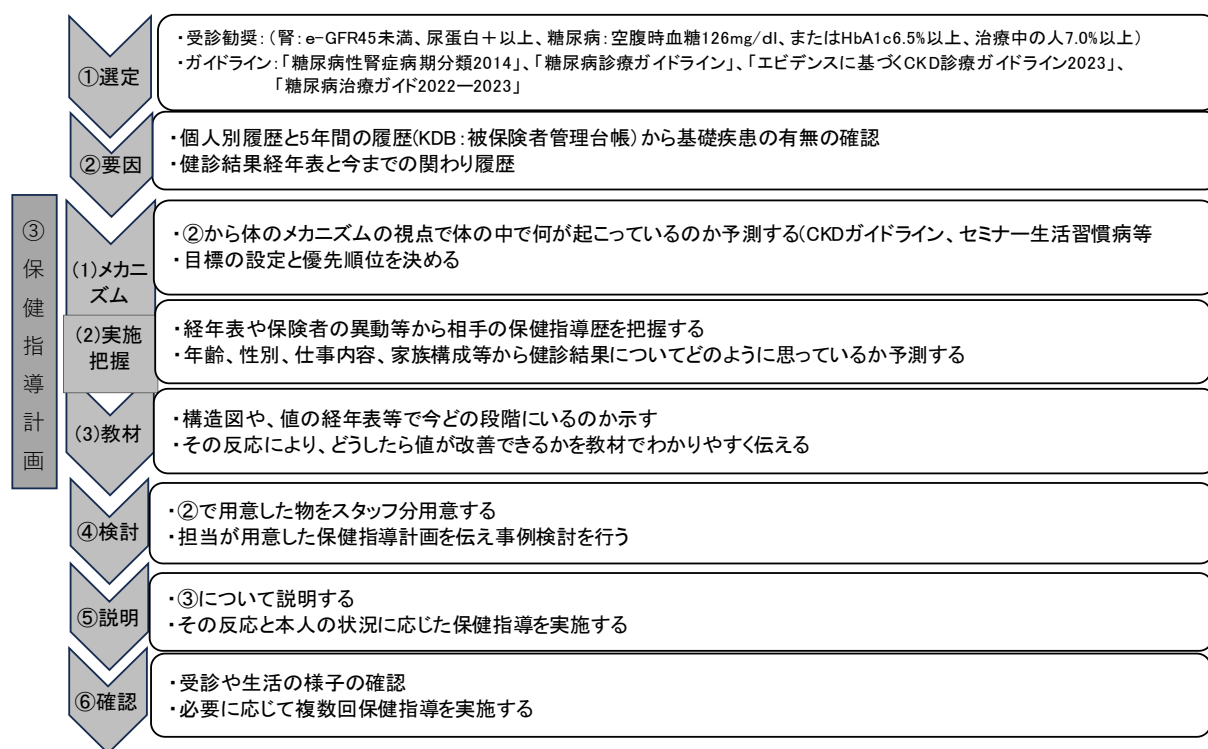 ①選定
・受診勧奨：（腎：e-GFR45未満、尿蛋白＋以上、糖尿病：空腹時血糖126mg/dl、またはHbA1c6.5%以上、治療中の人7.0%以上）
・ガイドライン：「糖尿病性腎症病期分類2014」、「糖尿病診療ガイドライン」、「エビデンスに基づくCKD診療ガイドライン2023」、
「糖尿病治療ガイド2022ー2023」
②要因
・個人別履歴と5年間の履歴(KDB：被保険者管理台帳)から基礎疾患の有無の確認
・健診結果経年表と今までの関わり履歴
③保健指導計画
(1)メカニ
ズム
・②から体のメカニズムの視点で体の中で何が起こっているのか予測する(CKDガイドライン、セミナー生活習慣病等
・目標の設定と優先順位を決める
(2)実施
把握
・経年表や保険者の異動等から相手の保健指導歴を把握する
・年齢、性別、仕事内容、家族構成等から健診結果についてどのように思っているか予測する
(3)教材
・構造図や、値の経年表等で今どの段階にいるのか示す
・その反応により、どうしたら値が改善できるかを教材でわかりやすく伝える
④検討
・②で用意した物をスタッフ分用意する
・担当が用意した保健指導計画を伝え事例検討を行う
⑤説明
・③について説明する
・その反応と本人の状況に応じた保健指導を実施する
⑥確認
・受診や生活の様子の確認
・必要に応じて複数回保健指導を実施する